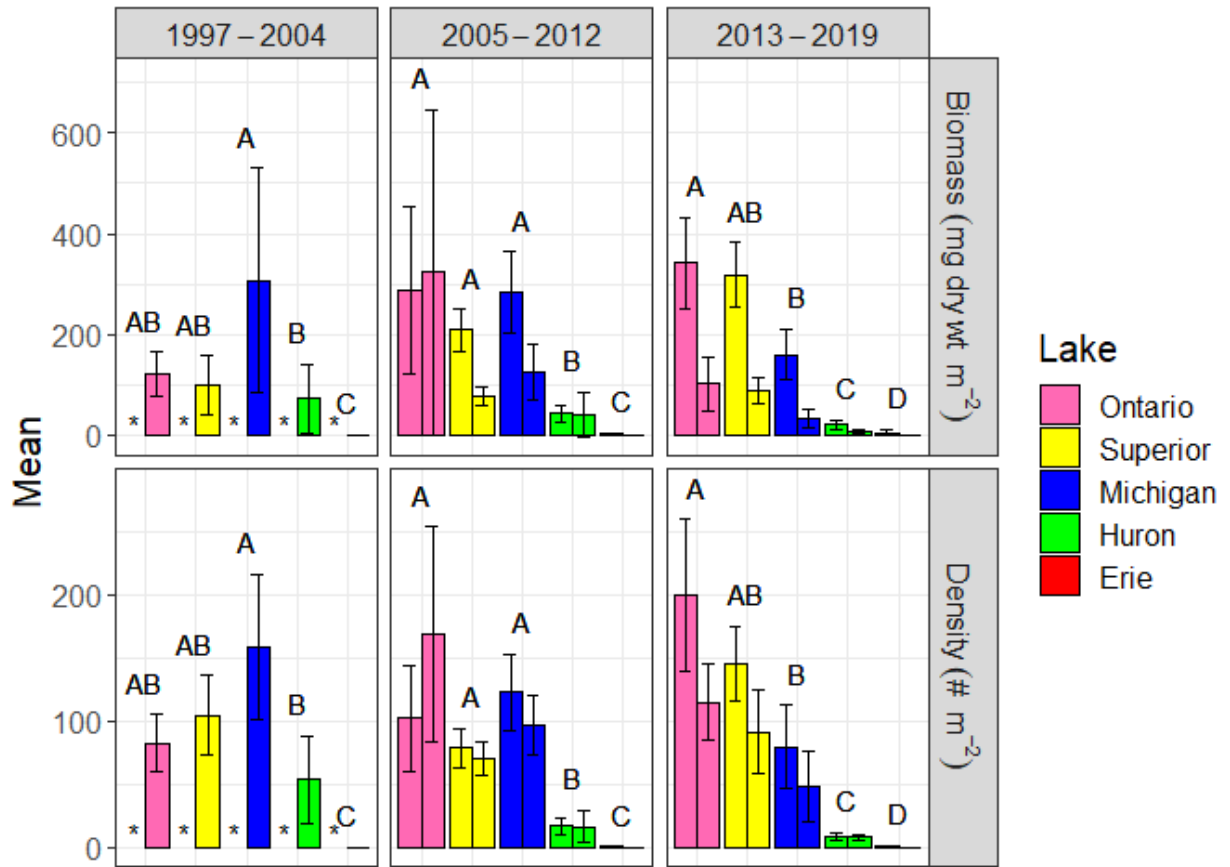 1997 – 2004 2005 – 2012 2013 – 2019
Mean
Biomass (mg dry wt m⁻²)
600
400
200
0
AB AB A B C
* * * * *
A A A B C
A AB B C D
Density (# m⁻²)
200
100
0
AB AB A B C
* * * * *
A A A B C
A AB B C D
Lake
Ontario
Superior
Michigan
Huron
Erie